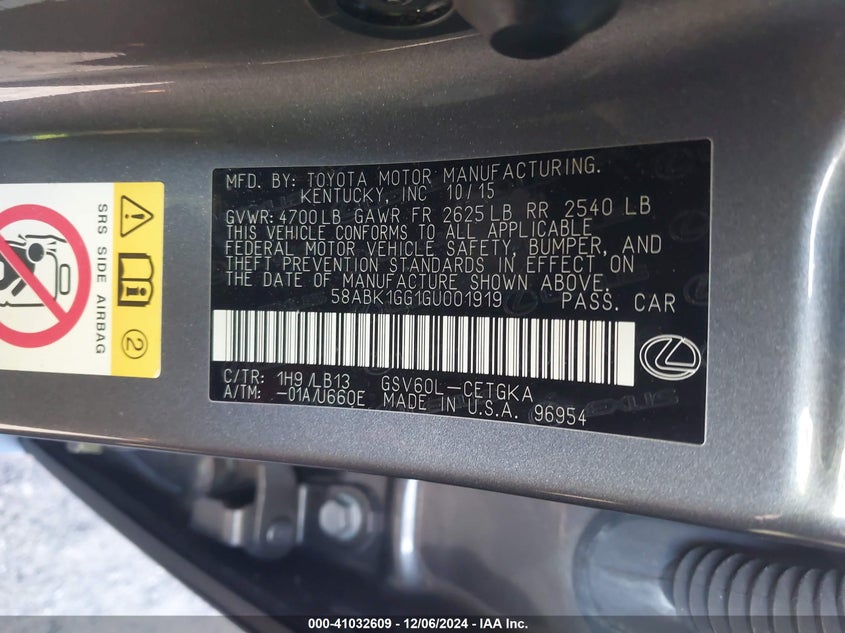 MFD. BY: TOYOTA MOTOR MANUFACTURING.
KENTUCKY, INC 10/15
GVWR: 4700LB GAWR FR 2625LB RR 2540 LB
THIS VEHICLE CONFORMS TO ALL APPLICABLE
FEDERAL MOTOR VEHICLE SAFETY, BUMPER, AND
THEFT PREVENTION STANDARDS IN EFFECT ON
THE DATE OF MANUFACTURE SHOWN ABOVE.
58ABK1GG1GU001919 PASS. CAR
C/TR: 1H9/LB13 GSV60L-CETGKA
A/TM: -01A/U660E MADE IN U.S.A. 96954
SRS SIDE AIRBAG
2
000-41032609 - 12/06/2024 - IAA Inc.